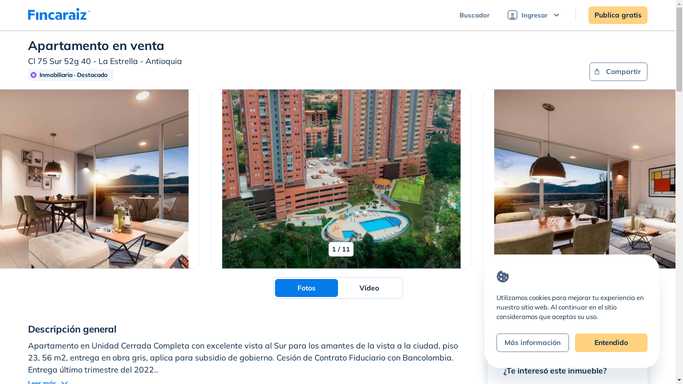 Fincaraiz
Buscador
Ingresar
Publica gratis
Apartamento en venta
Cl 75 Sur 52g 40 - La Estrella - Antioquia
Inmobiliaria - Destacado
Compartir
1 / 11
Fotos
Video
Descripción general
Apartamento en Unidad Cerrada Completa con excelente vista al Sur para los amantes de la vista a la ciudad, piso
23, 56 m2, entrega en obra gris, aplica para subsidio de gobierno. Cesión de Contrato Fiduciario con Bancolombia.
Entrega último trimestre del 2022..
Leer más
Utilizamos cookies para mejorar tu experiencia en
nuestro sitio web. Al continuar en el sitio
consideramos que aceptas su uso.
Más información
Entendido
¿Te interesó este inmueble?